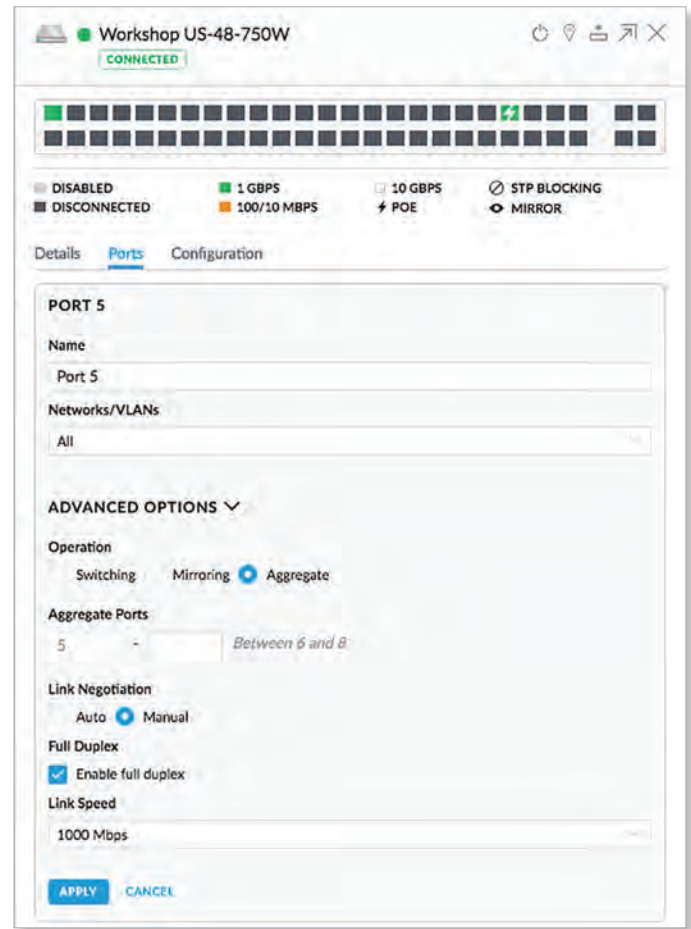 Workshop US-48-750W
CONNECTED
DISABLED 1 GBPS 10 GBPS STP BLOCKING
DISCONNECTED 100/10 MBPS POE MIRROR
Details Ports Configuration
PORT 5
Name
Port 5
Networks/VLANs
All
ADVANCED OPTIONS
Operation
Switching Mirroring Aggregate
Aggregate Ports
5 - Between 6 and 8
Link Negotiation
Auto Manual
Full Duplex
Enable full duplex
Link Speed
1000 Mbps
APPLY CANCEL